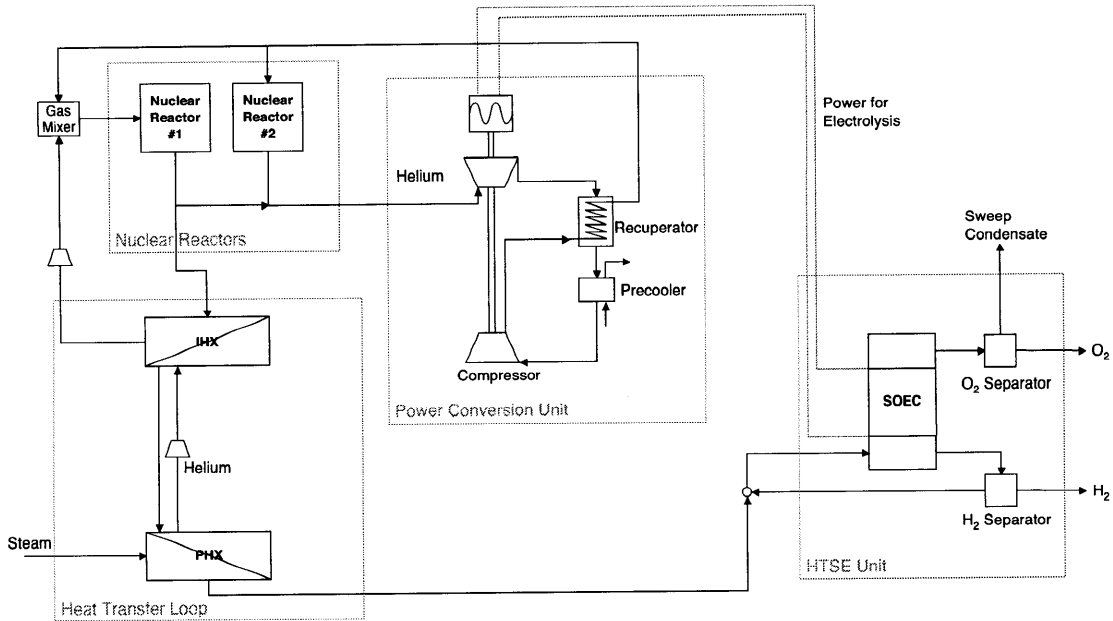 Gas
Mixer
Nuclear
Reactor
#1
Nuclear
Reactor
#2
Nuclear Reactors
Helium
Recuperator
Precooler
Compressor
Power Conversion Unit
Power for
Electrolysis
Sweep
Condensate
O₂
O₂ Separator
SOEC
H₂
H₂ Separator
HTSE Unit
IHX
Helium
Steam
PHX
Heat Transfer Loop